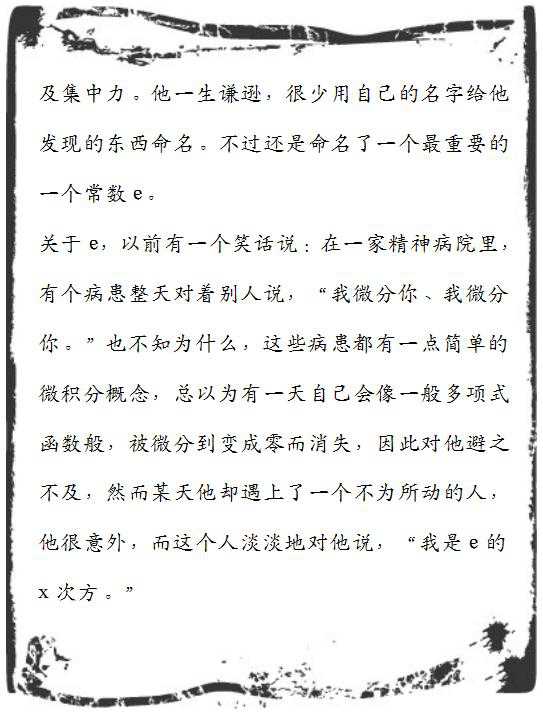 及集中力。他一生谦逊，很少用自己的名字给他
发现的东西命名。不过还是命名了一个最重要的
一个常数 e。
关于 e，以前有一个笑话说：在一家精神病院里，
有个病患整天对着别人说，“我微分你、我微分
你。”也不知为什么，这些病患都有一点简单的
微积分概念，总以为有一天自己会像一般多项式
函数般，被微分到变成零而消失，因此对他避之
不及，然而某天他却遇上了一个不为所动的人，
他很意外，而这个人淡淡地对他说，“我是 e 的
x 次方。”